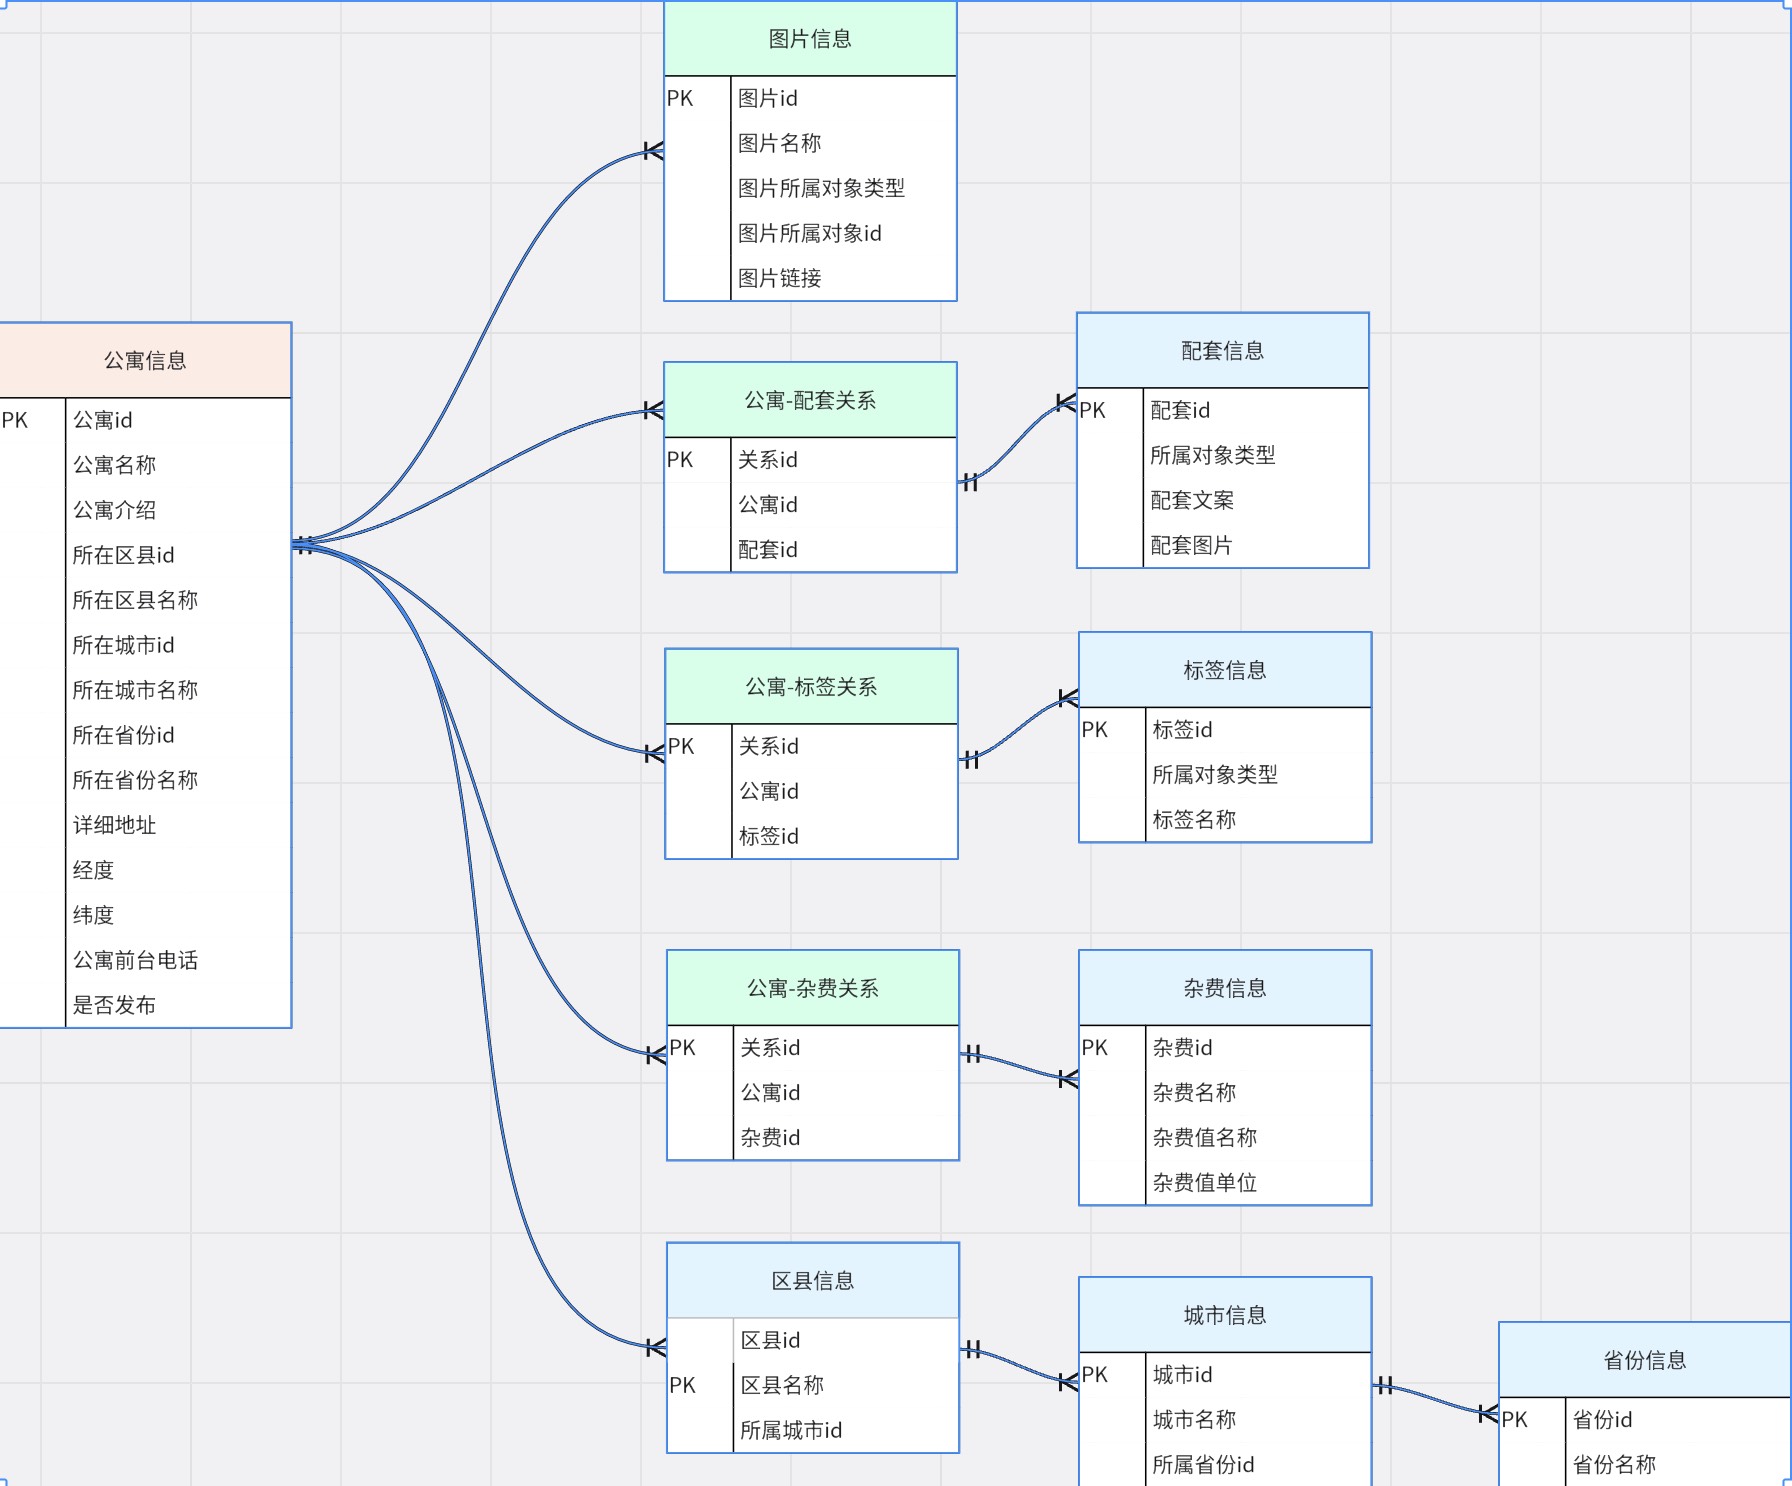 图片信息
PK 图片id
图片名称
图片所属对象类型
图片所属对象id
图片链接
公寓信息
PK 公寓id
公寓名称
公寓介绍
所在区县id
所在区县名称
所在城市id
所在城市名称
所在省份id
所在省份名称
详细地址
经度
纬度
公寓前台电话
是否发布
公寓-配套关系
PK 关系id
公寓id
配套id
配套信息
PK 配套id
所属对象类型
配套文案
配套图片
公寓-标签关系
PK 关系id
公寓id
标签id
标签信息
PK 标签id
所属对象类型
标签名称
公寓-杂费关系
PK 关系id
公寓id
杂费id
杂费信息
PK 杂费id
杂费名称
杂费值名称
杂费值单位
区县信息
区县id
PK 区县名称
所属城市id
城市信息
PK 城市id
城市名称
所属省份id
省份信息
PK 省份id
省份名称